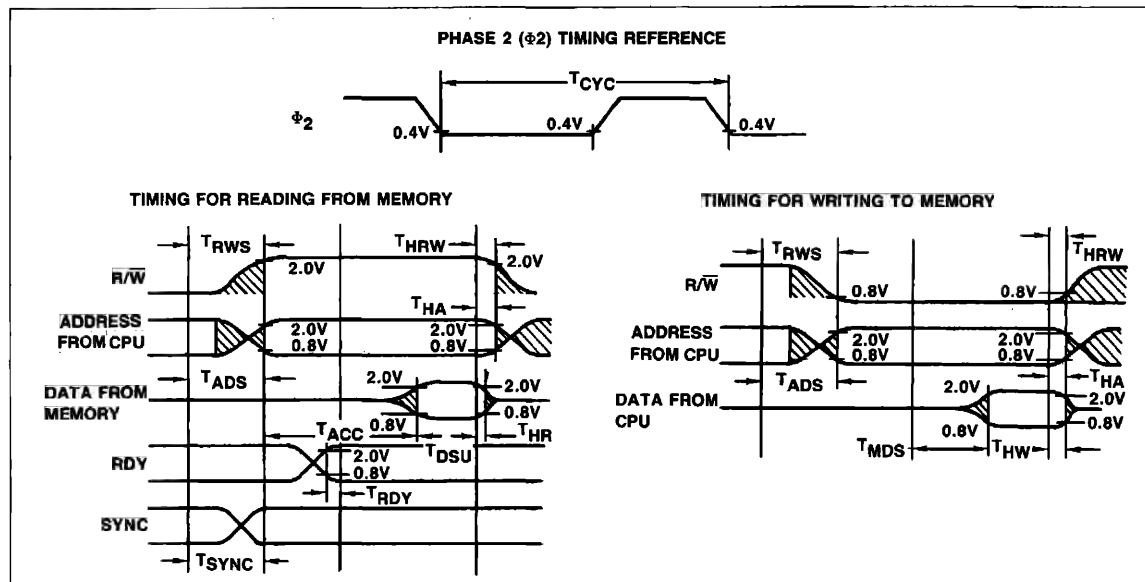 PHASE 2 (Φ2) TIMING REFERENCE
TCYC
Φ2
0.4V 0.4V 0.4V
TIMING FOR READING FROM MEMORY
TRWS THRW
2.0V 2.0V
R/W̅
THA
ADDRESS
FROM CPU
2.0V 2.0V
0.8V 0.8V
TADS
DATA FROM
MEMORY
2.0V 2.0V
0.8V 0.8V
TACC THR
TDSU
RDY
2.0V
0.8V
TRDY
SYNC
TSYNC
TIMING FOR WRITING TO MEMORY
TRWS THRW
R/W̅
0.8V 0.8V
ADDRESS
FROM CPU
2.0V 2.0V
0.8V 0.8V
TADS THA
DATA FROM
CPU
2.0V 2.0V
0.8V 0.8V
TMDS THW